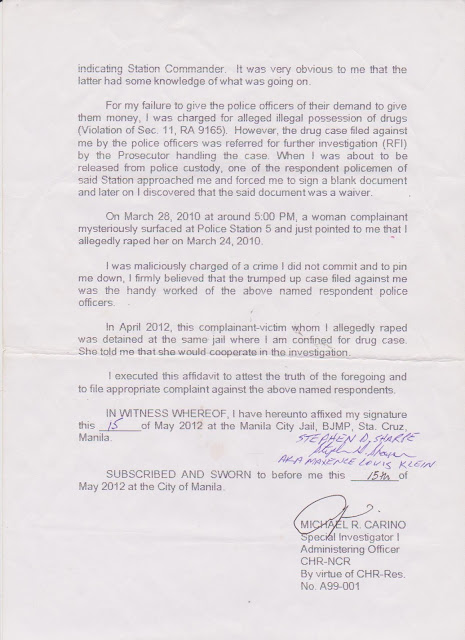 indicating Station Commander. It was very obvious to me that the
latter had some knowledge of what was going on.
For my failure to give the police officers of their demand to give
them money, I was charged for alleged illegal possession of drugs
(Violation of Sec. 11, RA 9165). However, the drug case filed against
me by the police officers was referred for further investigation (RFI)
by the Prosecutor handling the case. When I was about to be
released from police custody, one of the respondent policemen of
said Station approached me and forced me to sign a blank document
and later on I discovered that the said document was a waiver.
On March 28, 2010 at around 5:00 PM, a woman complainant
mysteriously surfaced at Police Station 5 and just pointed to me that I
allegedly raped her on March 24, 2010.
I was maliciously charged of a crime I did not commit and to pin
me down, I firmly believed that the trumped up case filed against me
was the handy worked of the above named respondent police
officers.
In April 2012, this complainant-victim whom I allegedly raped
was detained at the same jail where I am confined for drug case.
She told me that she would cooperate in the investigation.
I executed this affidavit to attest the truth of the foregoing and
to file appropriate complaint against the above named respondents.
IN WITNESS WHEREOF, I have hereunto affixed my signature
this 15 of May 2012 at the Manila City Jail, BJMP, Sta. Cruz,
Manila.
STEPHEN D. SHARPE
AKA MAXENCE LOUIS KLEIN
SUBSCRIBED AND SWORN to before me this 15th of
May 2012 at the City of Manila.
MICHAEL R. CARINO
Special Investigator I
Administering Officer
CHR-NCR
By virtue of CHR-Res.
No. A99-001